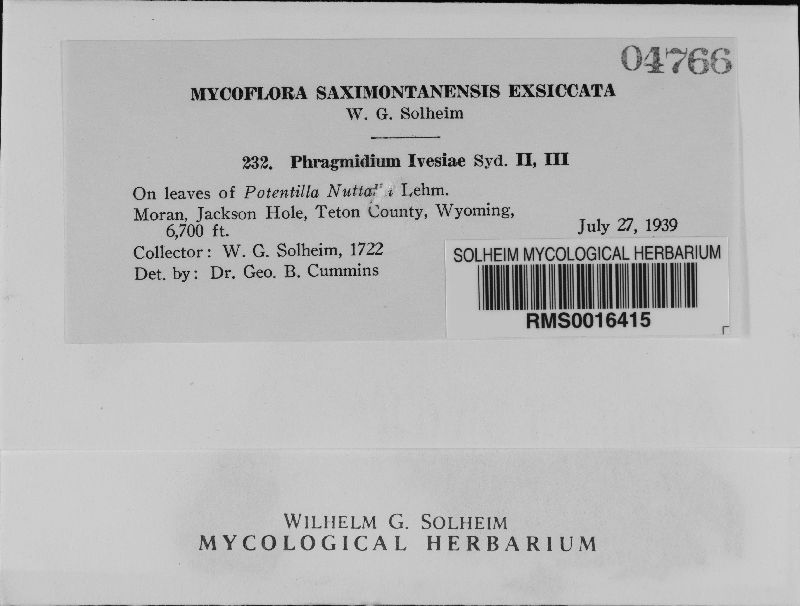 04766
MYCOFLORA SAXIMONTANENSIS EXSICCATA
W. G. Solheim
232. Phragmidium Ivesiae Syd. II, III
On leaves of Potentilla Lehm.
Moran, Jackson Hole, Teton County, Wyoming,
6,700 ft.
July 27, 1939
Collector: W. G. Solheim, 1722
Det. by: Dr. Geo. B. Cummins
SOLHEIM MYCOLOGICAL HERBARIUM
RMS0016415
WILHELM G. SOLHEIM
MYCOLOGICAL HERBARIUM